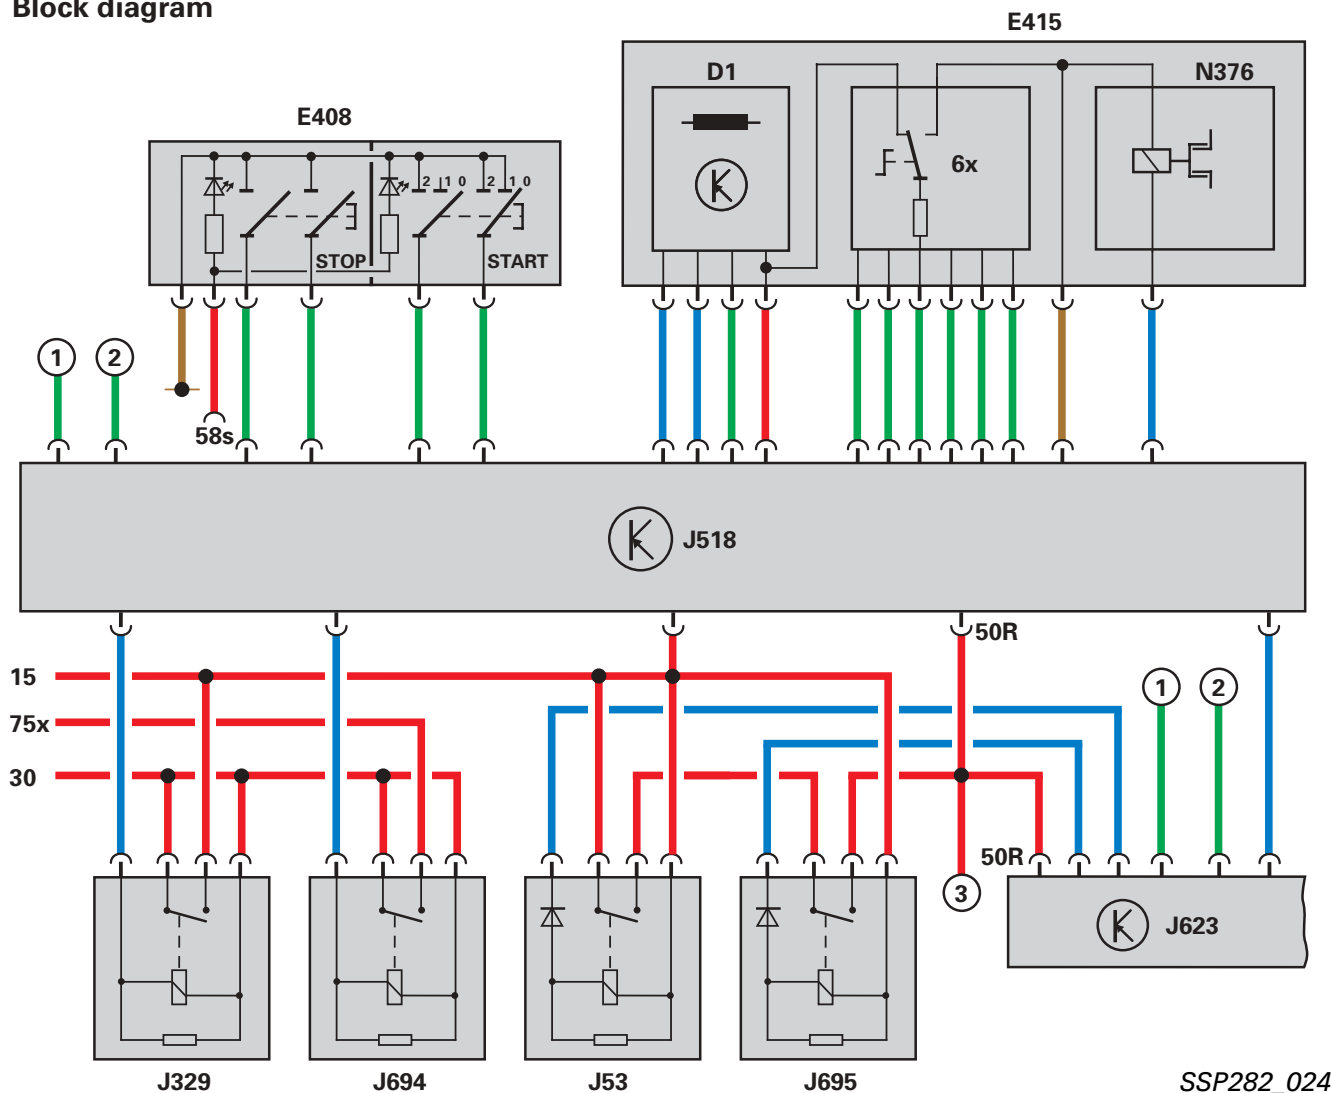 Block diagram
E415
D1
N376
E408
6x
2 1 0
2 1 0
STOP
START
1
2
58s
J518
50R
15
1
2
75x
30
50R
3
J623
J329
J694
J53
J695
SSP282_024